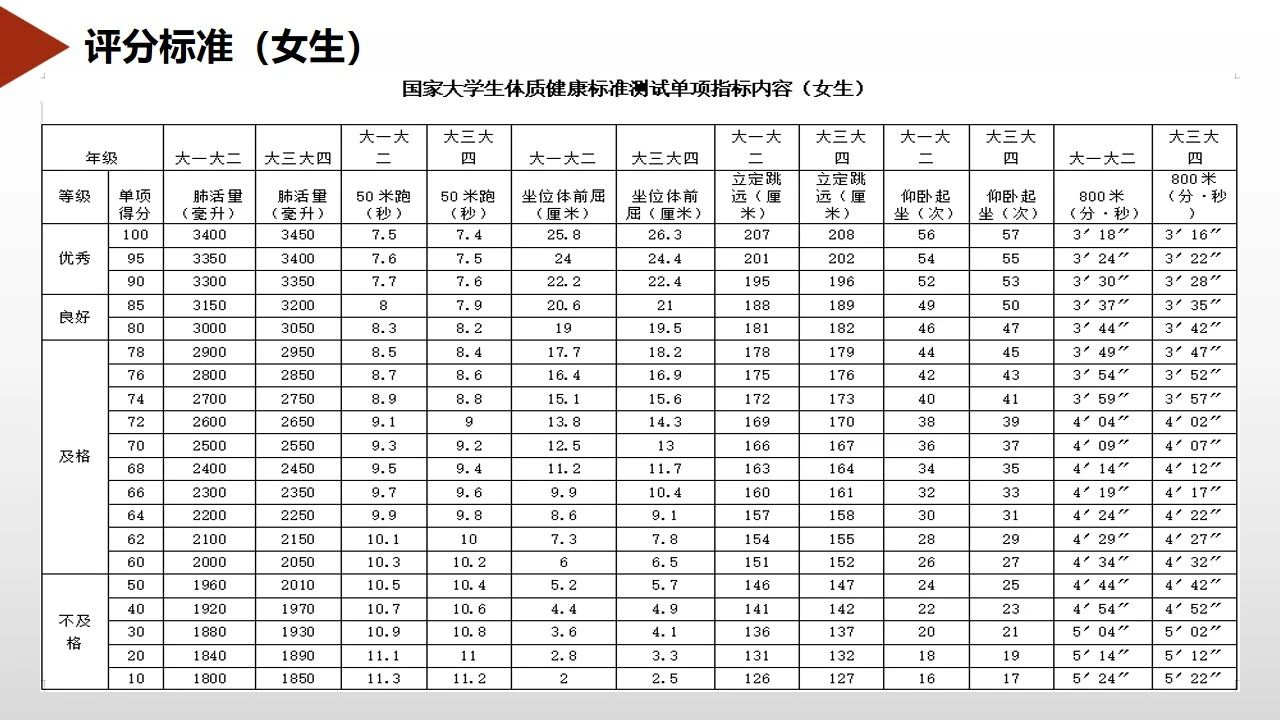 评分标准（女生）
国家大学生体质健康标准测试单项指标内容（女生）
年级 大一大二 大三大四 大一大二 大三大四 大一大二 大三大四 大一大二 大三大四 大一大二 大三大四 大一大二 大三大四
等级 单项得分 肺活量（毫升） 肺活量（毫升） 50米跑（秒） 50米跑（秒） 坐位体前屈（厘米） 坐位体前屈（厘米） 立定跳远（厘米） 立定跳远（厘米） 仰卧起坐（次） 仰卧起坐（次） 800米（分·秒） 800米（分·秒）
优秀 100 3400 3450 7.5 7.4 25.8 26.3 207 208 56 57 3′18″ 3′16″
95 3350 3400 7.6 7.5 24 24.4 201 202 54 55 3′24″ 3′22″
90 3300 3350 7.7 7.6 22.2 22.4 195 196 52 53 3′30″ 3′28″
良好 85 3150 3200 8 7.9 20.6 21 188 189 49 50 3′37″ 3′35″
80 3000 3050 8.3 8.2 19 19.5 181 182 46 47 3′44″ 3′42″
及格 78 2900 2950 8.5 8.4 17.7 18.2 178 179 44 45 3′49″ 3′47″
76 2800 2850 8.7 8.6 16.4 16.9 175 176 42 43 3′54″ 3′52″
74 2700 2750 8.9 8.8 15.1 15.6 172 173 40 41 3′59″ 3′57″
72 2600 2650 9.1 9 13.8 14.3 169 170 38 39 4′04″ 4′02″
70 2500 2550 9.3 9.2 12.5 13 166 167 36 37 4′09″ 4′07″
68 2400 2450 9.5 9.4 11.2 11.7 163 164 34 35 4′14″ 4′12″
66 2300 2350 9.7 9.6 9.9 10.4 160 161 32 33 4′19″ 4′17″
64 2200 2250 9.9 9.8 8.6 9.1 157 158 30 31 4′24″ 4′22″
62 2100 2150 10.1 10 7.3 7.8 154 155 28 29 4′29″ 4′27″
60 2000 2050 10.3 10.2 6 6.5 151 152 26 27 4′34″ 4′32″
不及格 50 1960 2010 10.5 10.4 5.2 5.7 146 147 24 25 4′44″ 4′42″
40 1920 1970 10.7 10.6 4.4 4.9 141 142 22 23 4′54″ 4′52″
30 1880 1930 10.9 10.8 3.6 4.1 136 137 20 21 5′04″ 5′02″
20 1840 1890 11.1 11 2.8 3.3 131 132 18 19 5′14″ 5′12″
10 1800 1850 11.3 11.2 2 2.5 126 127 16 17 5′24″ 5′22″